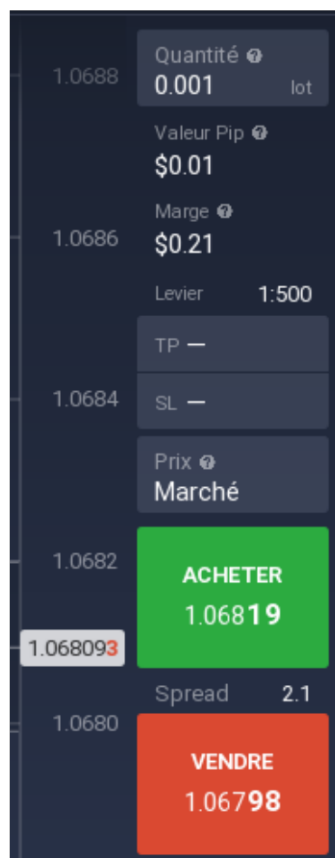 1.0688
1.0686
1.0684
1.0682
1.068093
1.0680
Quantité ?
0.001 lot
Valeur Pip ?
$0.01
Marge ?
$0.21
Levier 1:500
TP —
SL —
Prix ?
Marché
ACHETER
1.06819
Spread 2.1
VENDRE
1.06798